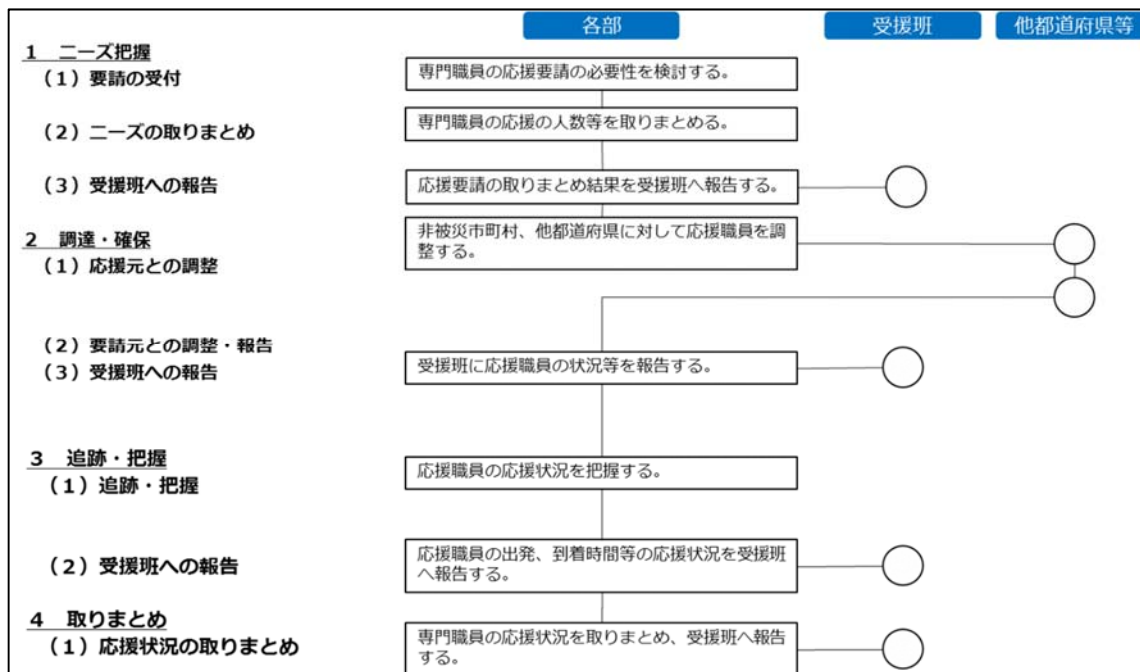 各部 受援班 他都道府県等
1 ニーズ把握
（1）要請の受付
専門職員の応援要請の必要性を検討する。
（2）ニーズの取りまとめ
専門職員の応援の人数等を取りまとめる。
（3）受援班への報告
応援要請の取りまとめ結果を受援班へ報告する。
2 調達・確保
（1）応援元との調整
非被災市町村、他都道府県に対して応援職員を調
整する。
（2）要請元との調整・報告
（3）受援班への報告
受援班に応援職員の状況等を報告する。
3 追跡・把握
（1）追跡・把握
応援職員の応援状況を把握する。
（2）受援班への報告
応援職員の出発、到着時間等の応援状況を受援班
へ報告する。
4 取りまとめ
（1）応援状況の取りまとめ
専門職員の応援状況を取りまとめ、受援班へ報告
する。